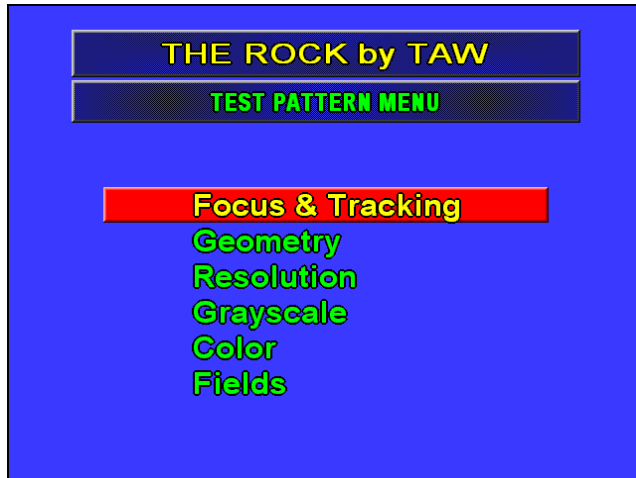 THE ROCK by TAW
TEST PATTERN MENU
Focus & Tracking
Geometry
Resolution
Grayscale
Color
Fields